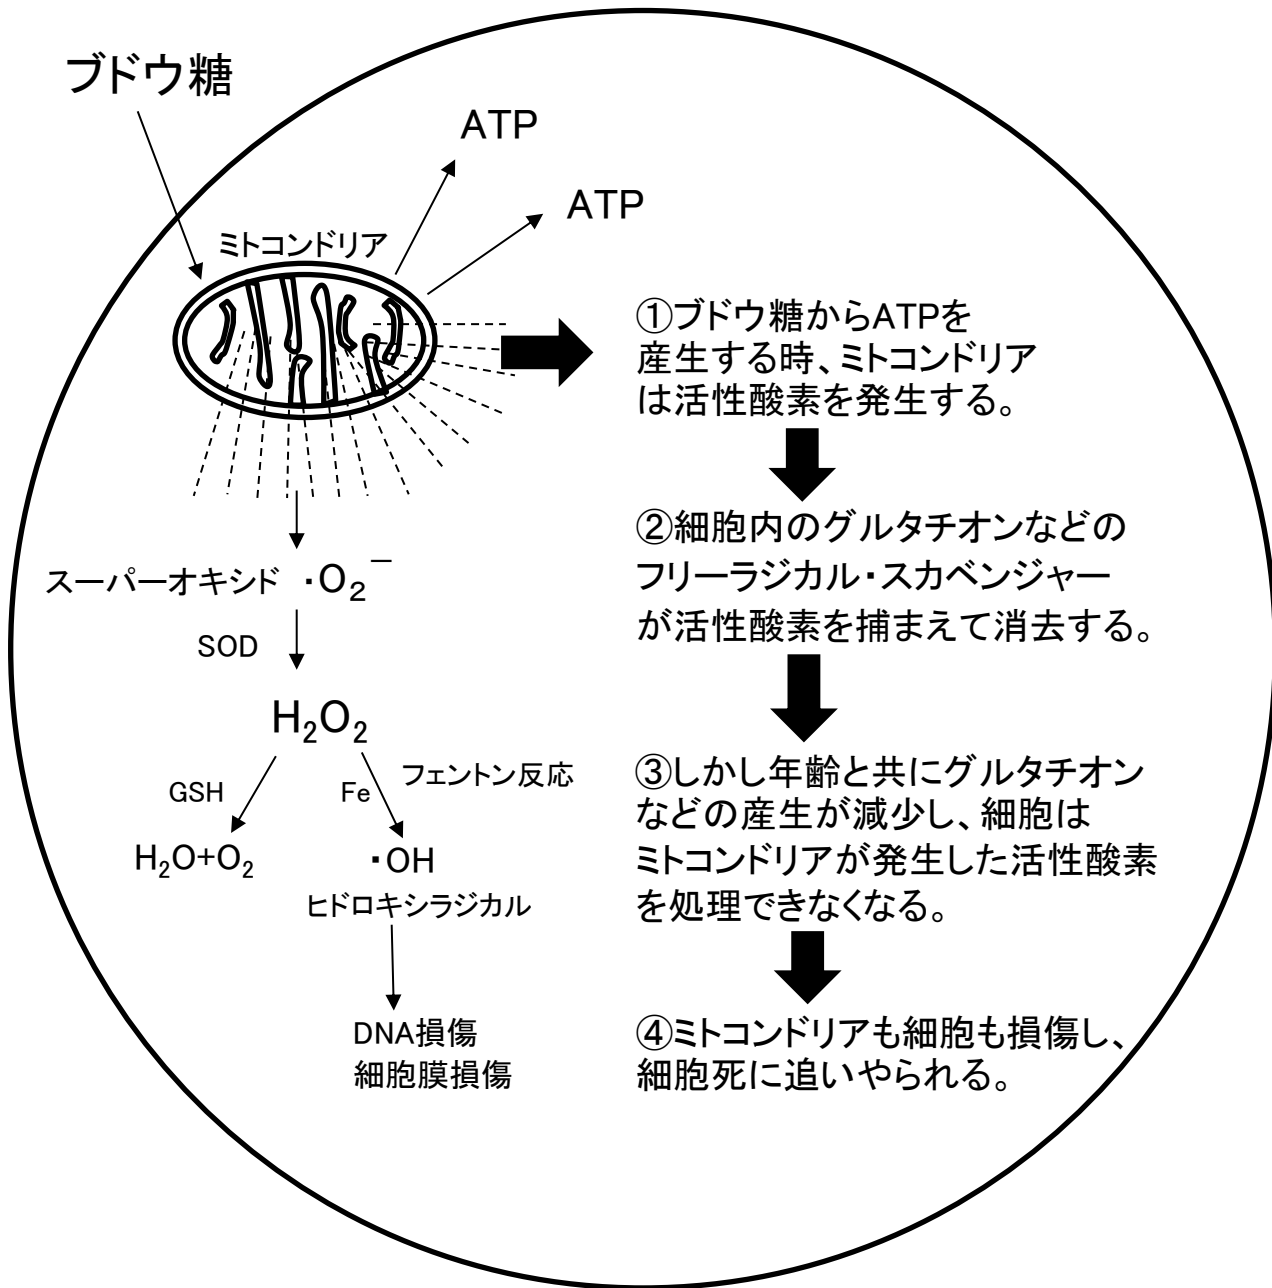 ブドウ糖
ATP
ATP
ミトコンドリア
①ブドウ糖からATPを
産生する時、ミトコンドリア
は活性酸素を発生する。
②細胞内のグルタチオンなどの
フリーラジカル・スカベンジャー
が活性酸素を捕まえて消去する。
③しかし年齢と共にグルタチオン
などの産生が減少し、細胞は
ミトコンドリアが発生した活性酸素
を処理できなくなる。
④ミトコンドリアも細胞も損傷し、
細胞死に追いやられる。
スーパーオキシド ・O₂⁻
SOD
H₂O₂
GSH
Fe
フェントン反応
H₂O+O₂
・OH
ヒドロキシラジカル
DNA損傷
細胞膜損傷